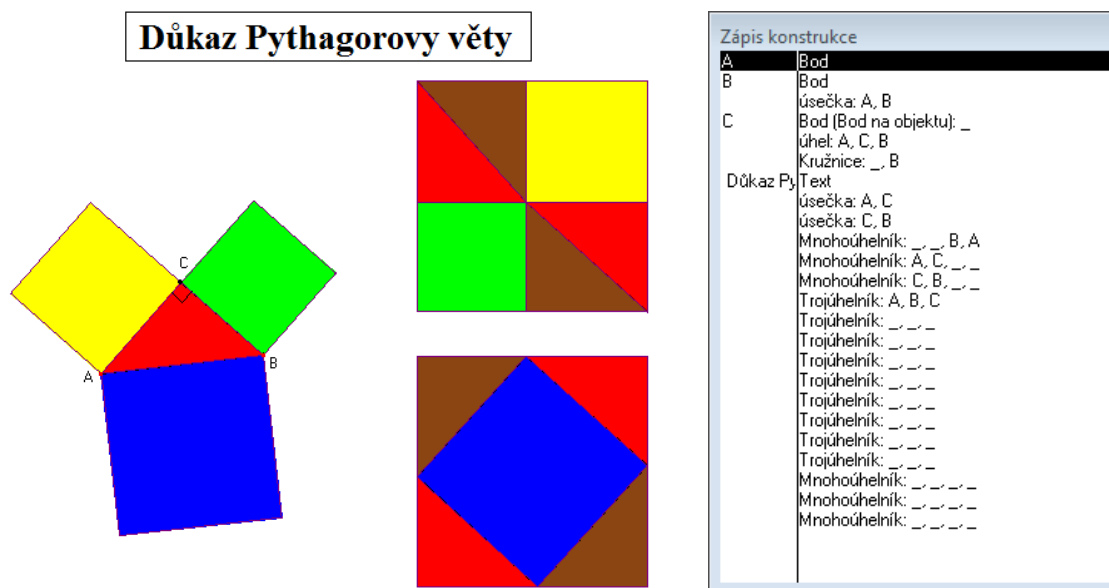 Důkaz Pythagorovy věty
C
A
B
Zápis konstrukce
A Bod
B Bod
úsečka: A, B
C Bod (Bod na objektu): _
úhel: A, C, B
Kružnice: _, B
Důkaz Py Text
úsečka: A, C
úsečka: C, B
Mnohoúhelník: _, _, B, A
Mnohoúhelník: A, C, _, _
Mnohoúhelník: C, B, _, _
Trojúhelník: A, B, C
Trojúhelník: _, _, _
Trojúhelník: _, _, _
Trojúhelník: _, _, _
Trojúhelník: _, _, _
Trojúhelník: _, _, _
Trojúhelník: _, _, _
Trojúhelník: _, _, _
Trojúhelník: _, _, _
Mnohoúhelník: _, _, _, _
Mnohoúhelník: _, _, _, _
Mnohoúhelník: _, _, _, _